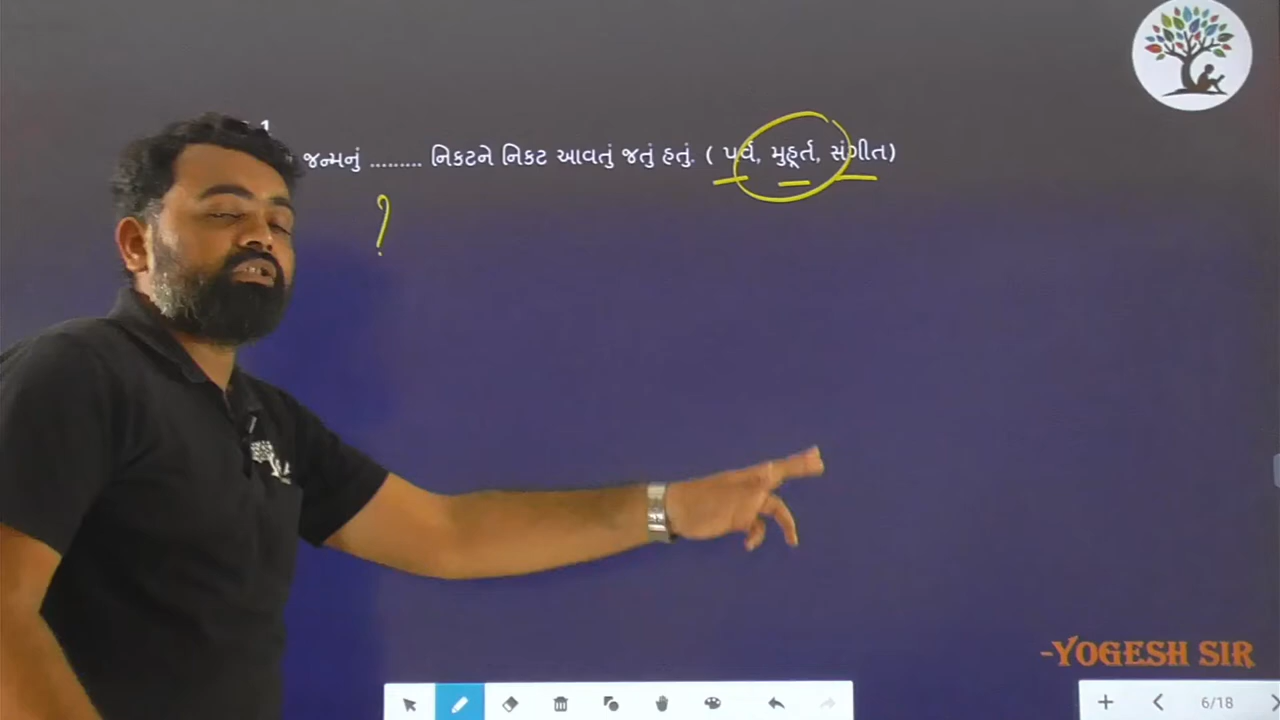 જન્મનું ......... નિકટને નિકટ આવતું જતું હતું. ( પર્વ, મુહૂર્ત, સંગીત)
?
-YOGESH SIR
6/18